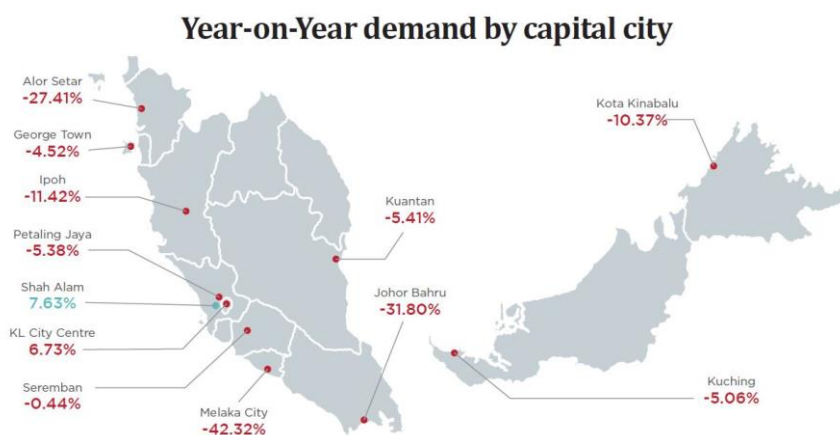 Year-on-Year demand by capital city
Alor Setar
-27.41%
George Town
-4.52%
Ipoh
-11.42%
Petaling Jaya
-5.38%
Shah Alam
7.63%
KL City Centre
6.73%
Seremban
-0.44%
Melaka City
-42.32%
Kuantan
-5.41%
Johor Bahru
-31.80%
Kota Kinabalu
-10.37%
Kuching
-5.06%